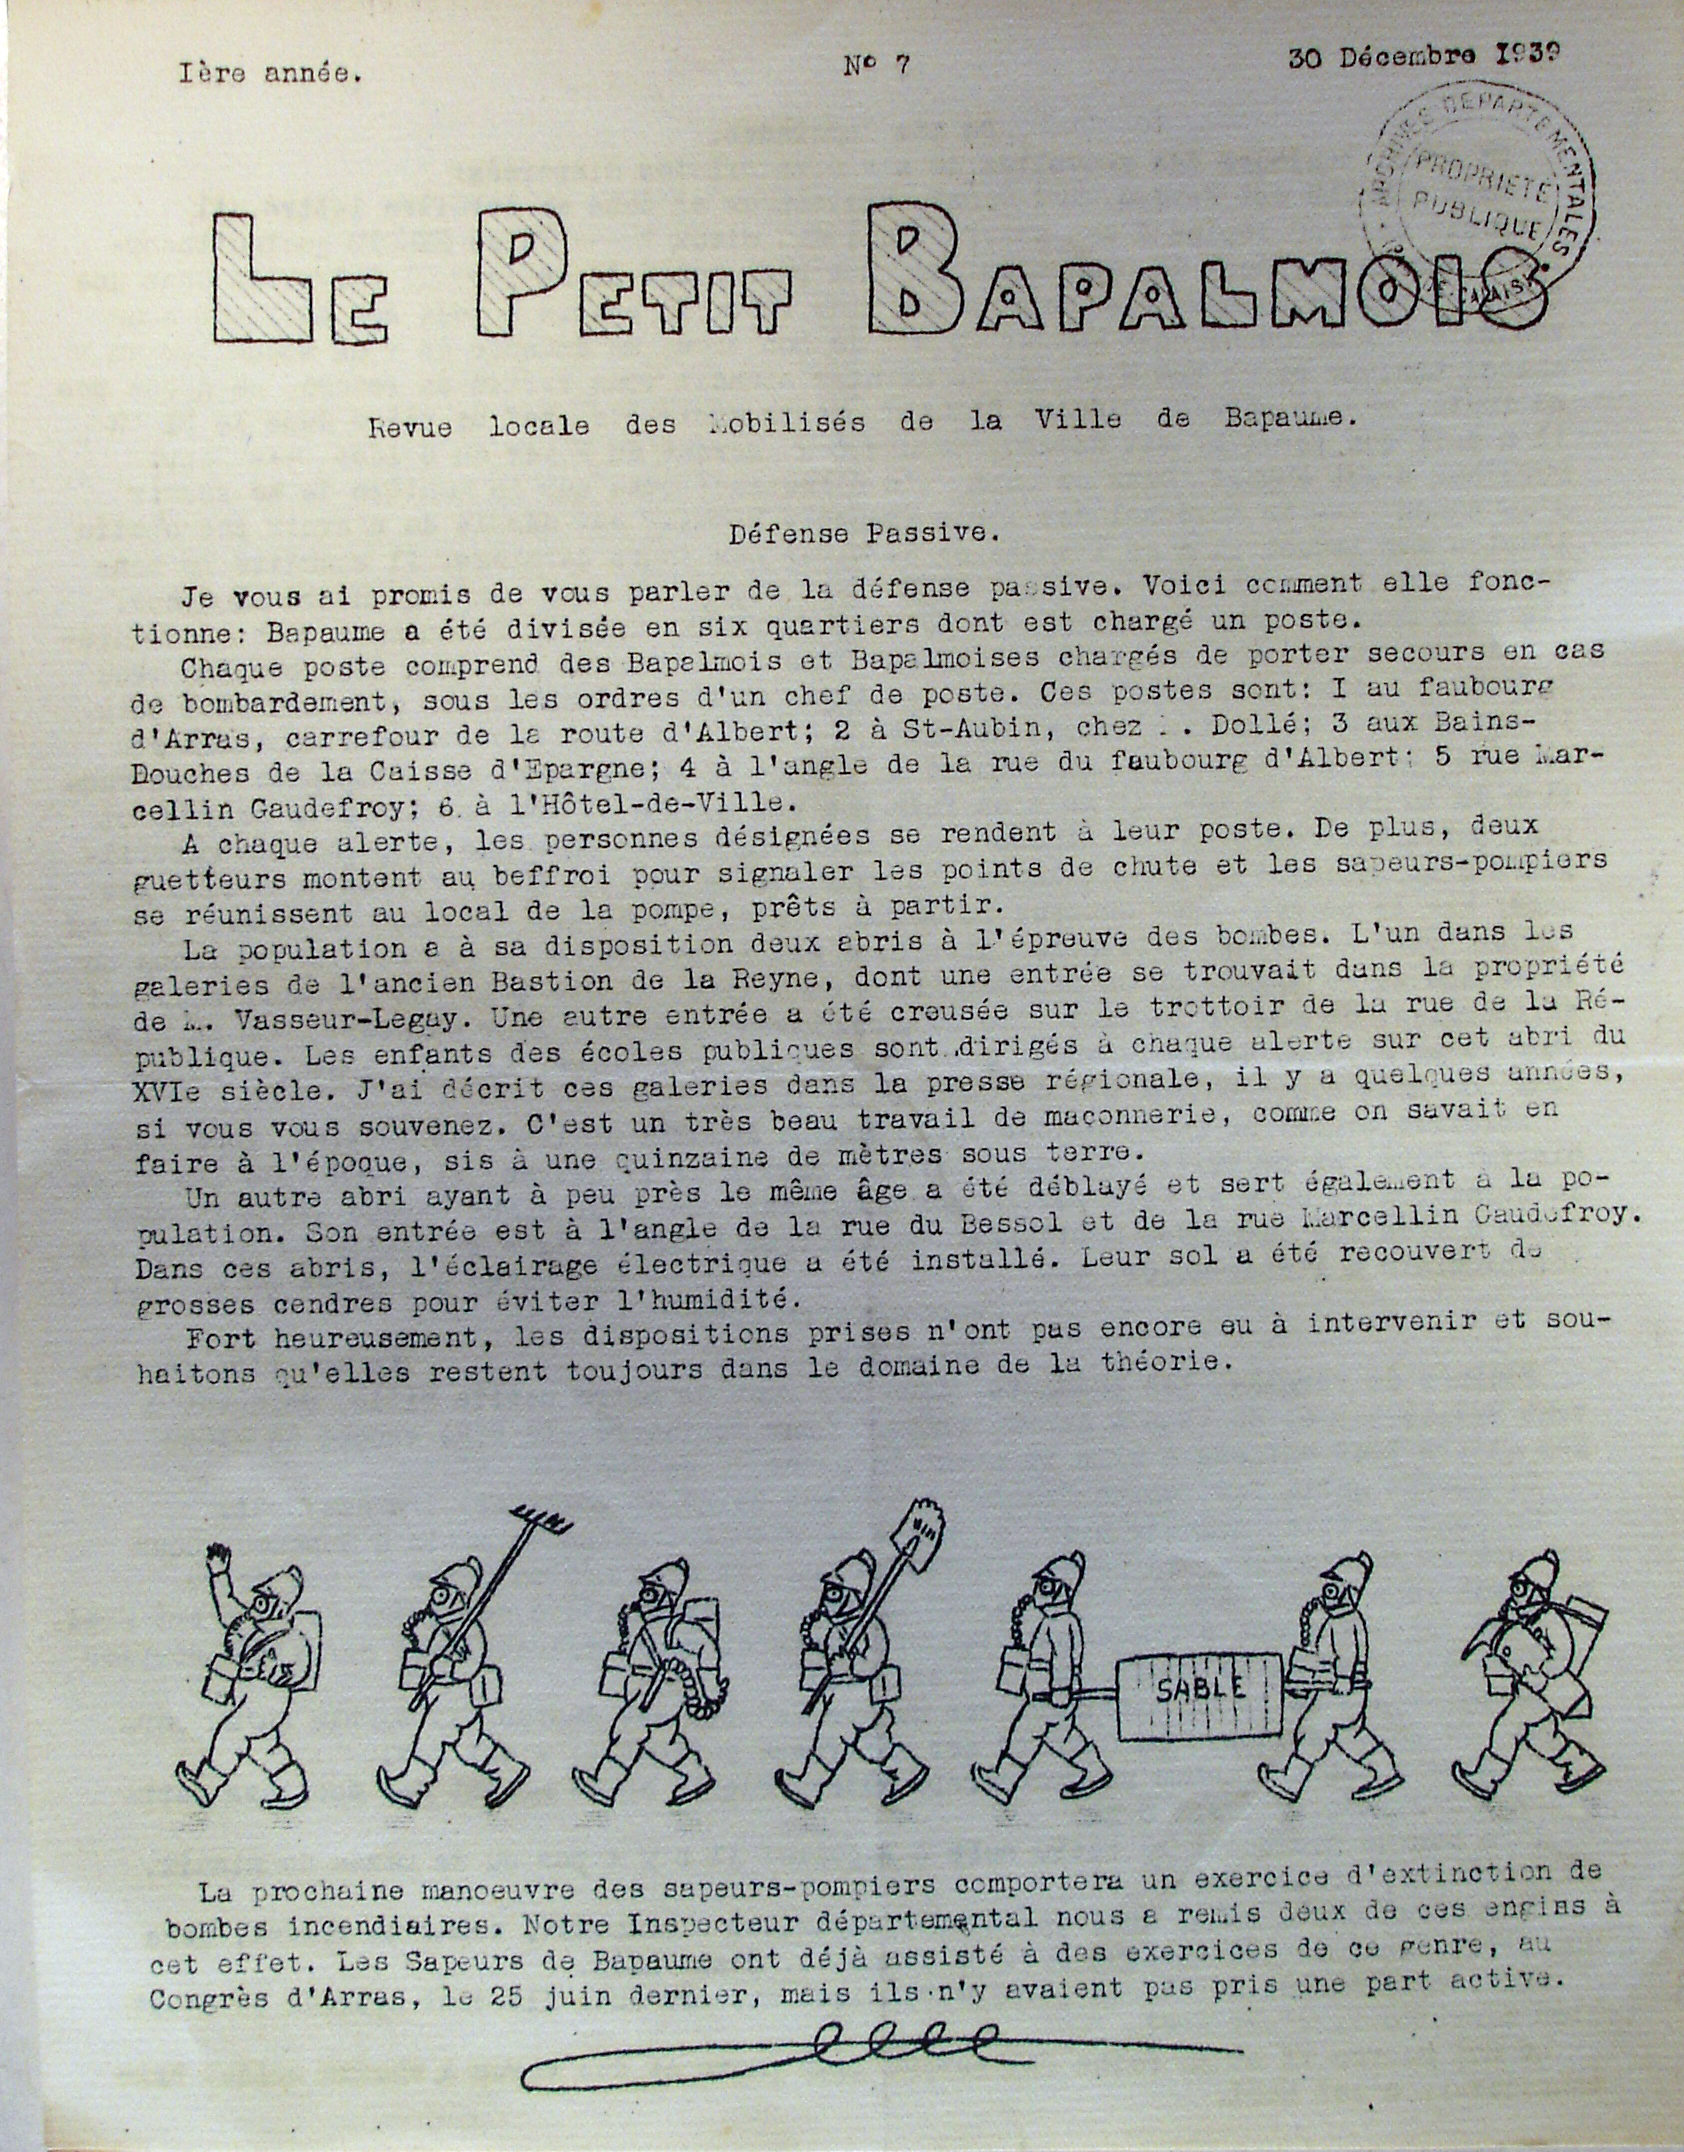 Ière année.
N° 7
30 Décembre 1939
ARCHIVES DEPARTEMENTALES
PROPRIETÉ
PUBLIQUE
LE PETIT BAPALMOIS
Revue locale des Mobilisés de la Ville de Bapaume.
Défense Passive.
Je vous ai promis de vous parler de la défense passive. Voici comment elle fonc-
tionne: Bapaume a été divisée en six quartiers dont est chargé un poste.
Chaque poste comprend des Bapalmois et Bapalmoises chargés de porter secours en cas
de bombardement, sous les ordres d'un chef de poste. Ces postes sont: I au faubourg
d'Arras, carrefour de la route d'Albert; 2 à St-Aubin, chez . Dollé; 3 aux Bains-
Douches de la Caisse d'Epargne; 4 à l'angle de la rue du faubourg d'Albert; 5 rue Mar-
cellin Gaudefroy; 6 à l'Hôtel-de-Ville.
A chaque alerte, les personnes désignées se rendent à leur poste. De plus, deux
guetteurs montent au beffroi pour signaler les points de chute et les sapeurs-pompiers
se réunissent au local de la pompe, prêts à partir.
La population a à sa disposition deux abris à l'épreuve des bombes. L'un dans les
galeries de l'ancien Bastion de la Reyne, dont une entrée se trouvait dans la propriété
de M. Vasseur-Legay. Une autre entrée a été creusée sur le trottoir de la rue de la Ré-
publique. Les enfants des écoles publiques sont dirigés à chaque alerte sur cet abri du
XVIe siècle. J'ai décrit ces galeries dans la presse régionale, il y a quelques années,
si vous vous souvenez. C'est un très beau travail de maçonnerie, comme on savait en
faire à l'époque, sis à une quinzaine de mètres sous terre.
Un autre abri ayant à peu près le même âge a été déblayé et sert également à la po-
pulation. Son entrée est à l'angle de la rue du Bessol et de la rue Marcellin Gaudefroy.
Dans ces abris, l'éclairage électrique a été installé. Leur sol a été recouvert de
grosses cendres pour éviter l'humidité.
Fort heureusement, les dispositions prises n'ont pas encore eu à intervenir et sou-
haitons qu'elles restent toujours dans le domaine de la théorie.
SABLE
La prochaine manoeuvre des sapeurs-pompiers comportera un exercice d'extinction de
bombes incendiaires. Notre Inspecteur départemental nous a remis deux de ces engins à
cet effet. Les Sapeurs de Bapaume ont déjà assisté à des exercices de ce genre, au
Congrès d'Arras, le 25 juin dernier, mais ils n'y avaient pas pris une part active.